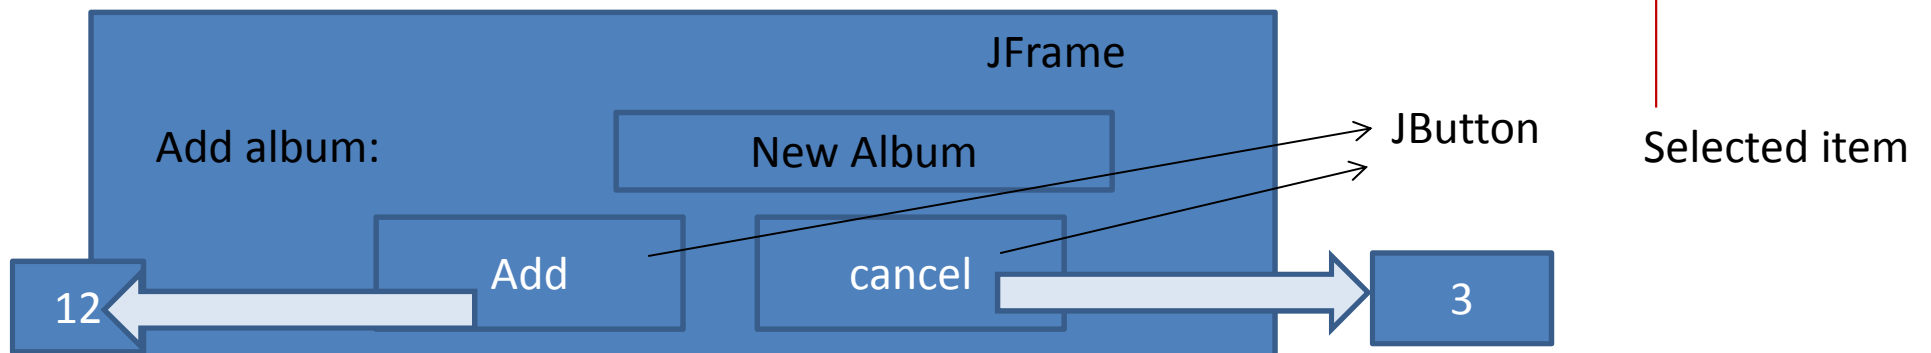 JFrame
Add album:
New Album
JButton
Selected item
Add
cancel
12
3